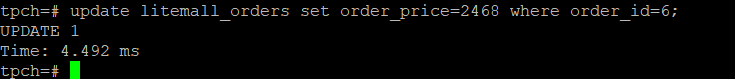 tpch=# update litemall_orders set order_price=2468 where order_id=6;
UPDATE 1
Time: 4.492 ms
tpch=#